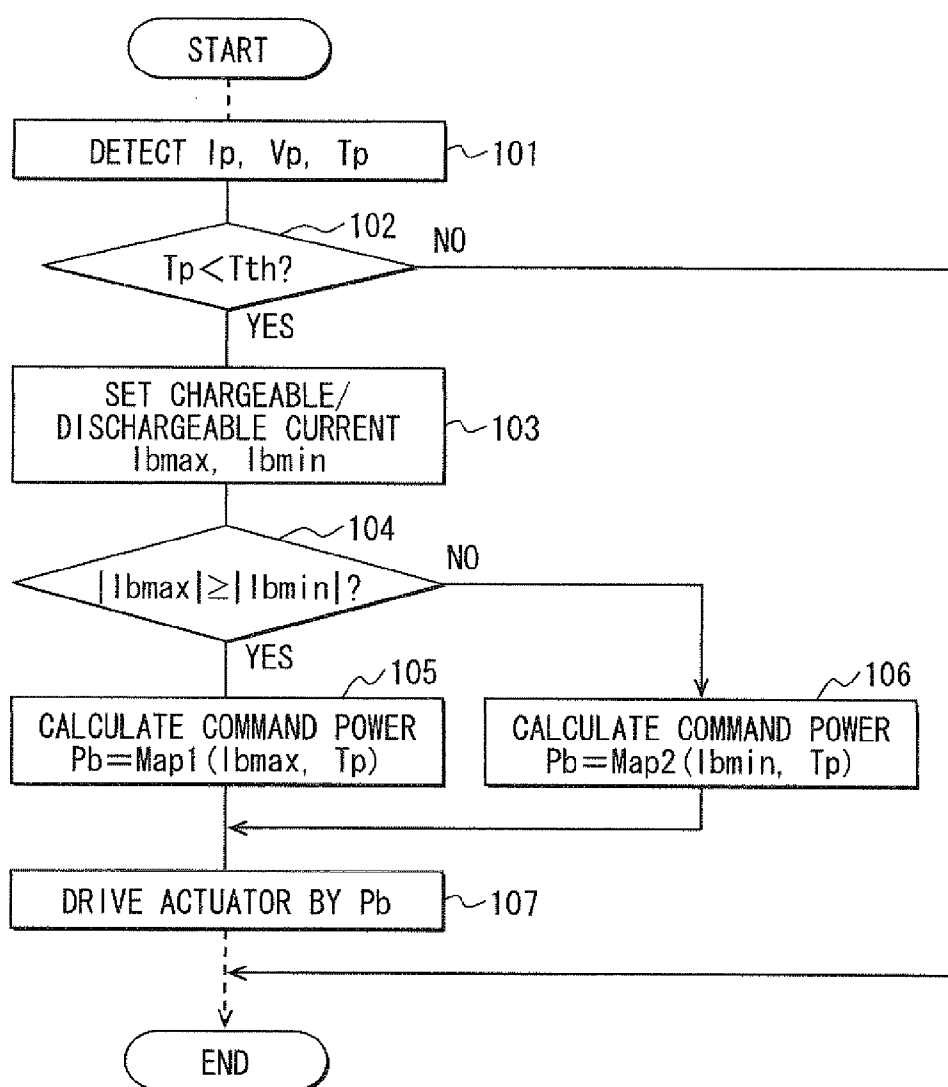 START
DETECT Ip, Vp, Tp
101
102
NO
Tp<Tth?
YES
SET CHARGEABLE/
DISCHARGEABLE CURRENT
Ibmax, Ibmin
103
104
NO
|Ibmax|≥|Ibmin|?
YES
105
106
CALCULATE COMMAND POWER
Pb=Map1(Ibmax, Tp)
CALCULATE COMMAND POWER
Pb=Map2(Ibmin, Tp)
DRIVE ACTUATOR BY Pb
107
END